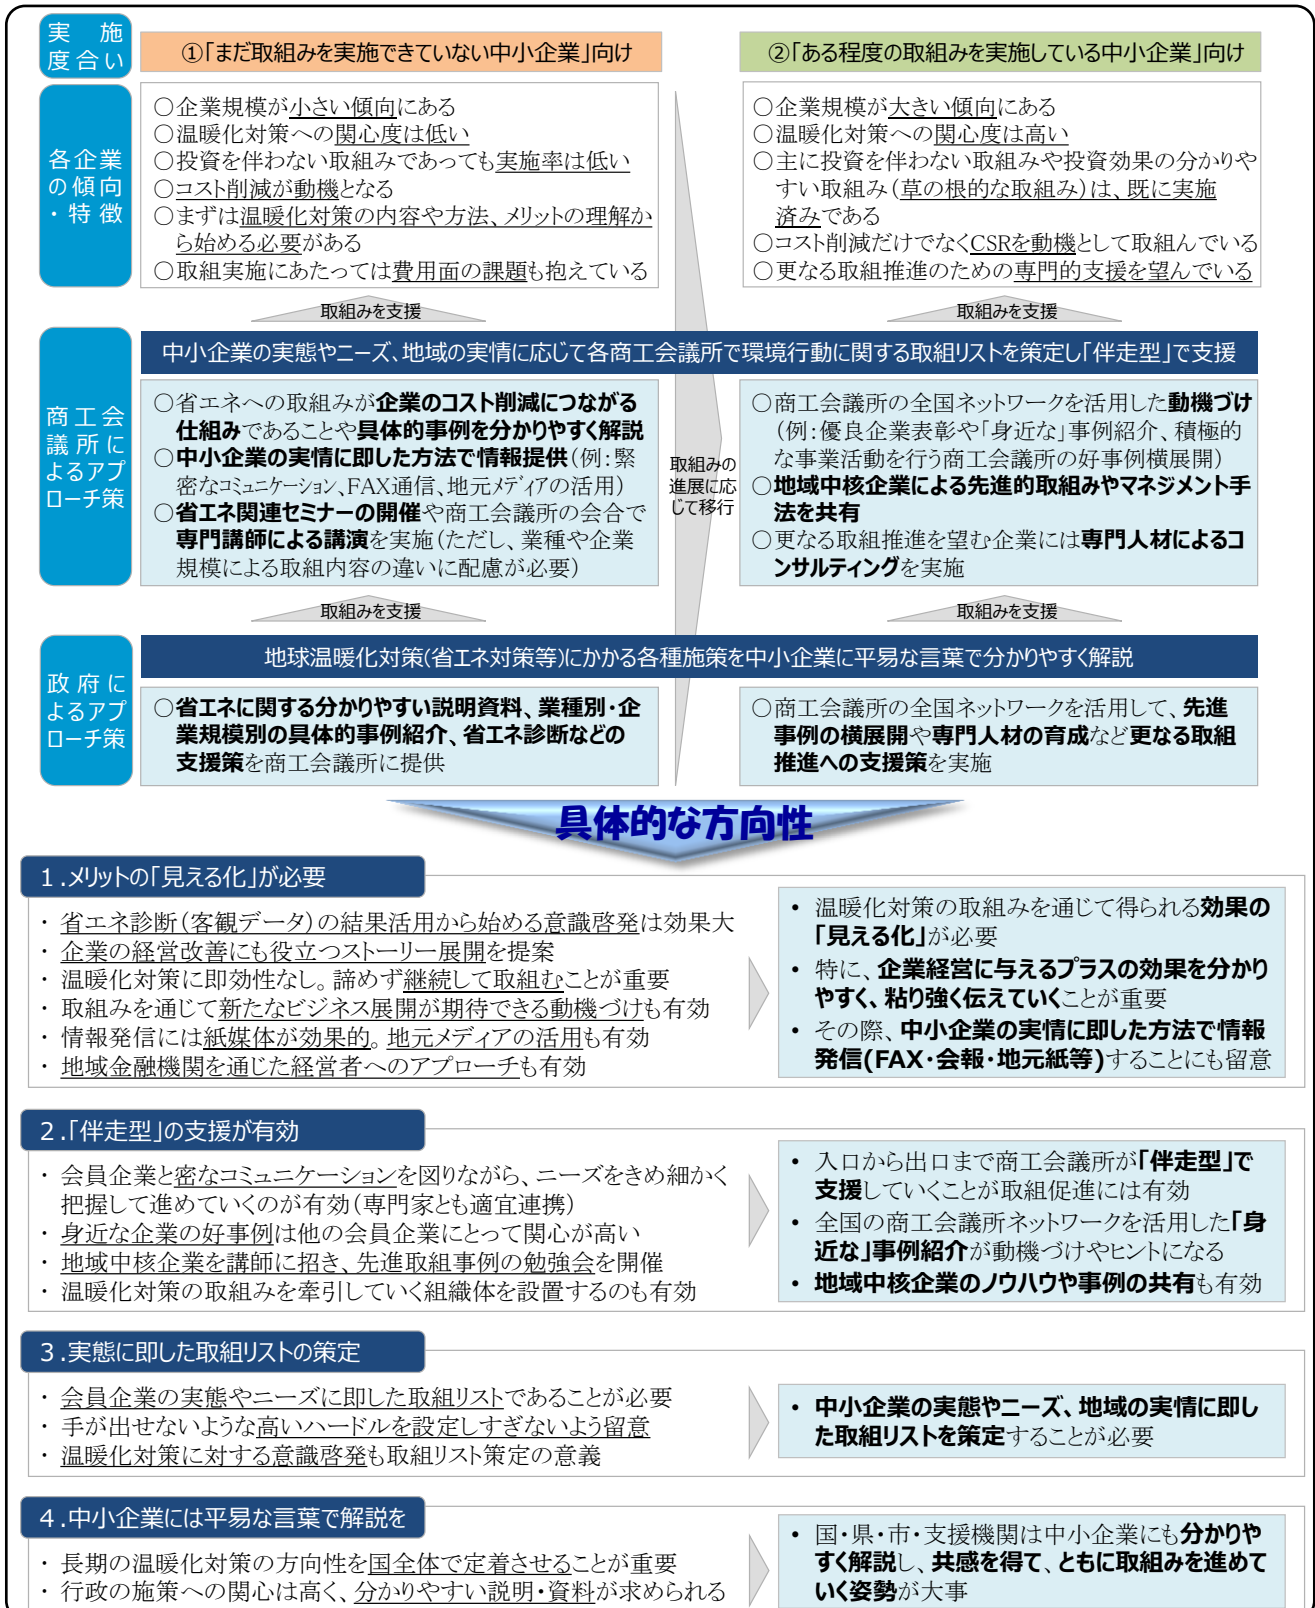 実施
度合い
①「まだ取組みを実施できていない中小企業」向け
②「ある程度の取組みを実施している中小企業」向け
各企業
の傾向
・特徴
○企業規模が小さい傾向にある
○温暖化対策への関心度は低い
○投資を伴わない取組みであっても実施率は低い
○コスト削減が動機となる
○まずは温暖化対策の内容や方法、メリットの理解か
ら始める必要がある
○取組実施にあたっては費用面の課題も抱えている
○企業規模が大きい傾向にある
○温暖化対策への関心度は高い
○主に投資を伴わない取組みや投資効果の分かりや
すい取組み(草の根的な取組み)は、既に実施
済みである
○コスト削減だけでなくCSRを動機として取組んでいる
○更なる取組推進のための専門的支援を望んでいる
取組みを支援
取組みを支援
商工会
議所に
よるアプ
ローチ策
中小企業の実態やニーズ、地域の実情に応じて各商工会議所で環境行動に関する取組リストを策定し「伴走型」で支援
○省エネへの取組みが企業のコスト削減につながる
仕組みであることや具体的事例を分かりやすく解説
○中小企業の実情に即した方法で情報提供(例:緊
密なコミュニケーション、FAX通信、地元メディアの活用)
○省エネ関連セミナーの開催や商工会議所の会合で
専門講師による講演を実施(ただし、業種や企業
規模による取組内容の違いに配慮が必要)
取組みの
進展に応
じて移行
○商工会議所の全国ネットワークを活用した動機づけ
(例:優良企業表彰や「身近な」事例紹介、積極的
な事業活動を行う商工会議所の好事例横展開)
○地域中核企業による先進的取組みやマネジメント手
法を共有
○更なる取組推進を望む企業には専門人材によるコ
ンサルティングを実施
取組みを支援
取組みを支援
政府に
よるアプ
ローチ策
地球温暖化対策(省エネ対策等)にかかる各種施策を中小企業に平易な言葉で分かりやすく解説
○省エネに関する分かりやすい説明資料、業種別・企
業規模別の具体的事例紹介、省エネ診断などの
支援策を商工会議所に提供
○商工会議所の全国ネットワークを活用して、先進
事例の横展開や専門人材の育成など更なる取組
推進への支援策を実施
具体的な方向性
1.メリットの「見える化」が必要
・ 省エネ診断(客観データ)の結果活用から始める意識啓発は効果大
・ 企業の経営改善にも役立つストーリー展開を提案
・ 温暖化対策に即効性なし。諦めず継続して取組むことが重要
・ 取組みを通じて新たなビジネス展開が期待できる動機づけも有効
・ 情報発信には紙媒体が効果的。地元メディアの活用も有効
・ 地域金融機関を通じた経営者へのアプローチも有効
• 温暖化対策の取組みを通じて得られる効果の
「見える化」が必要
• 特に、企業経営に与えるプラスの効果を分かり
やすく、粘り強く伝えていくことが重要
• その際、中小企業の実情に即した方法で情報
発信(FAX・会報・地元紙等)することにも留意
2.「伴走型」の支援が有効
・ 会員企業と密なコミュニケーションを図りながら、ニーズをきめ細かく
把握して進めていくのが有効(専門家とも適宜連携)
・ 身近な企業の好事例は他の会員企業にとって関心が高い
・ 地域中核企業を講師に招き、先進取組事例の勉強会を開催
・ 温暖化対策の取組みを牽引していく組織体を設置するのも有効
• 入口から出口まで商工会議所が「伴走型」で
支援していくことが取組促進には有効
• 全国の商工会議所ネットワークを活用した「身
近な」事例紹介が動機づけやヒントになる
• 地域中核企業のノウハウや事例の共有も有効
3.実態に即した取組リストの策定
・ 会員企業の実態やニーズに即した取組リストであることが必要
・ 手が出せないような高いハードルを設定しすぎないよう留意
・ 温暖化対策に対する意識啓発も取組リスト策定の意義
• 中小企業の実態やニーズ、地域の実情に即し
た取組リストを策定することが必要
4.中小企業には平易な言葉で解説を
・ 長期の温暖化対策の方向性を国全体で定着させることが重要
・ 行政の施策への関心は高く、分かりやすい説明・資料が求められる
• 国・県・市・支援機関は中小企業にも分かりや
すく解説し、共感を得て、ともに取組みを進めて
いく姿勢が大事